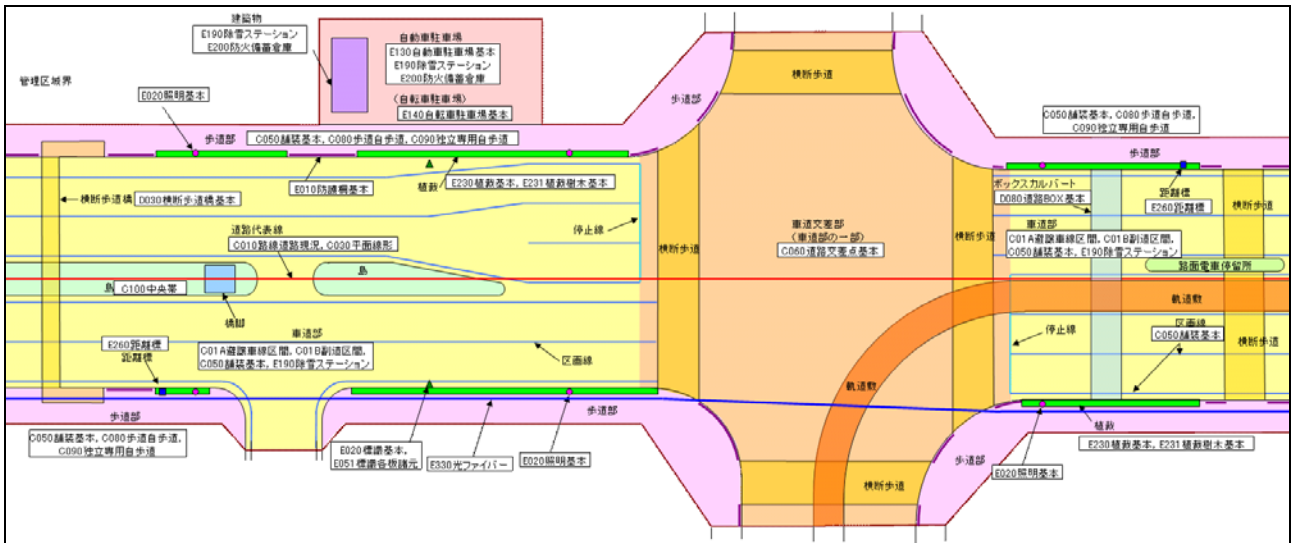 建築物
E190除雪ステーション
E200防火備蓄倉庫
自動車駐車場
E130自動車駐車場基本
E190除雪ステーション
E200防火備蓄倉庫
(自転車駐車場)
E140自転車駐車場基本
管理区域界
E020照明基本
歩道部
C050舗装基本,C080歩道自歩道,C090独立専用自歩道
歩道部
横断歩道
C050舗装基本,C080歩道自歩道,
C090独立専用自歩道
歩道部
横断歩道橋
D030横断歩道橋基本
E010防護柵基本
植栽
E230植栽基本,E231植栽樹木基本
道路代表線
C010路線道路現況,C030平面線形
停止線
横断歩道
車道交差部
(車道部の一部)
C060道路交差点基本
横断歩道
ボックスカルバート
D080道路BOX基本
車道部
C01A避譲車線区間,C01B副道区間,
C050舗装基本,E190除雪ステーション
距離標
E260距離標
横断歩道
路面電車停留所
島
C100中央帯
橋脚
島
軌道敷
E260距離標
距離標
車道部
C01A避譲車線区間,C01B副道区間,
C050舗装基本,E190除雪ステーション
区画線
停止線
区画線
C050舗装基本
横断歩道
軌道敷
歩道部
C050舗装基本,C080歩道自歩道,
C090独立専用自歩道
E020標識基本,
E051標識各板諸元
E330光ファイバー
E020照明基本
歩道部
横断歩道
歩道部
E020照明基本
植栽
E230植栽基本,E231植栽樹木基本